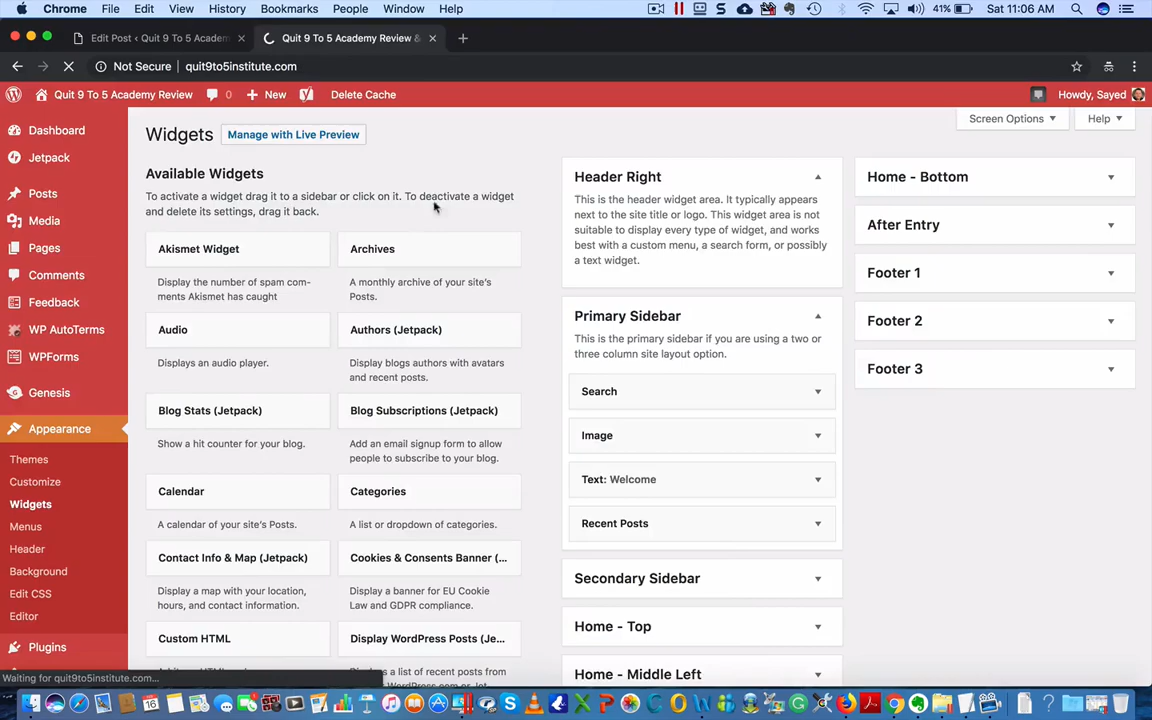 Chrome File Edit View History Bookmarks People Window Help 41% Sat 11:06 AM
Edit Post ‹ Quit 9 To 5 Academ
Quit 9 To 5 Academy Review &
Not Secure quit9to5institute.com
Quit 9 To 5 Academy Review 0 New Delete Cache Howdy, Sayed
Screen Options Help
Dashboard
Jetpack
Posts
Media
Pages
Comments
Feedback
WP AutoTerms
WPForms
Genesis
Appearance
Themes
Customize
Widgets
Menus
Header
Background
Edit CSS
Editor
Plugins
Widgets Manage with Live Preview
Available Widgets
To activate a widget drag it to a sidebar or click on it. To deactivate a widget
and delete its settings, drag it back.
Akismet Widget
Display the number of spam com-
ments Akismet has caught
Archives
A monthly archive of your site's
Posts.
Audio
Displays an audio player.
Authors (Jetpack)
Display blogs authors with avatars
and recent posts.
Blog Stats (Jetpack)
Show a hit counter for your blog.
Blog Subscriptions (Jetpack)
Add an email signup form to allow
people to subscribe to your blog.
Calendar
A calendar of your site's Posts.
Categories
A list or dropdown of categories.
Contact Info & Map (Jetpack)
Display a map with your location,
hours, and contact information.
Cookies & Consents Banner (...
Display a banner for EU Cookie
Law and GDPR compliance.
Custom HTML
Display WordPress Posts (Je...
Displays a list of recent posts from
Header Right
This is the header widget area. It typically appears
next to the site title or logo. This widget area is not
suitable to display every type of widget, and works
best with a custom menu, a search form, or possibly
a text widget.
Primary Sidebar
This is the primary sidebar if you are using a two or
three column site layout option.
Search
Image
Text: Welcome
Recent Posts
Secondary Sidebar
Home - Top
Home - Middle Left
Home - Bottom
After Entry
Footer 1
Footer 2
Footer 3
Waiting for quit9to5institute.com...